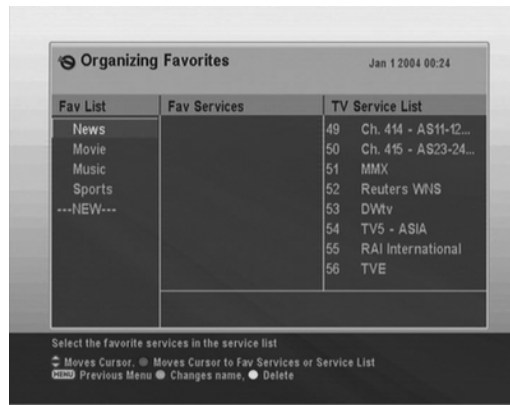 Organizing Favorites
Jan 1 2004 00:24
Fav List
Fav Services
TV Service List
News
Movie
Music
Sports
---NEW---
49 Ch. 414 - AS11-12...
50 Ch. 415 - AS23-24...
51 MMX
52 Reuters WNS
53 DWtv
54 TV5 - ASIA
55 RAI International
56 TVE
Select the favorite services in the service list
Moves Cursor. Moves Cursor to Fav Services or Service List
MENU Previous Menu Changes name, Delete